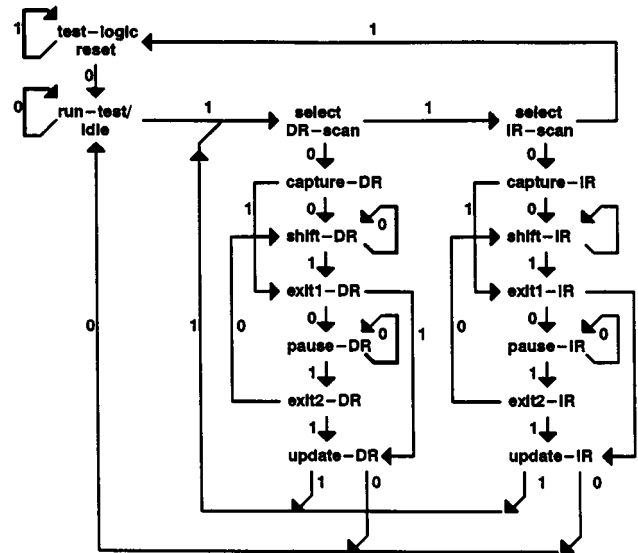 1
test-logic
reset
1
0
0
run-test/
idle
1
select
DR-scan
1
select
IR-scan
0
0
capture-DR
capture-IR
1
0
0
1
0
shift-DR
shift-IR
1
1
exit1-DR
exit1-IR
0
1
0
0
0
1
0
0
0
0
1
pause-DR
pause-IR
1
1
exit2-DR
exit2-IR
1
1
update-DR
update-IR
1
0
1
0